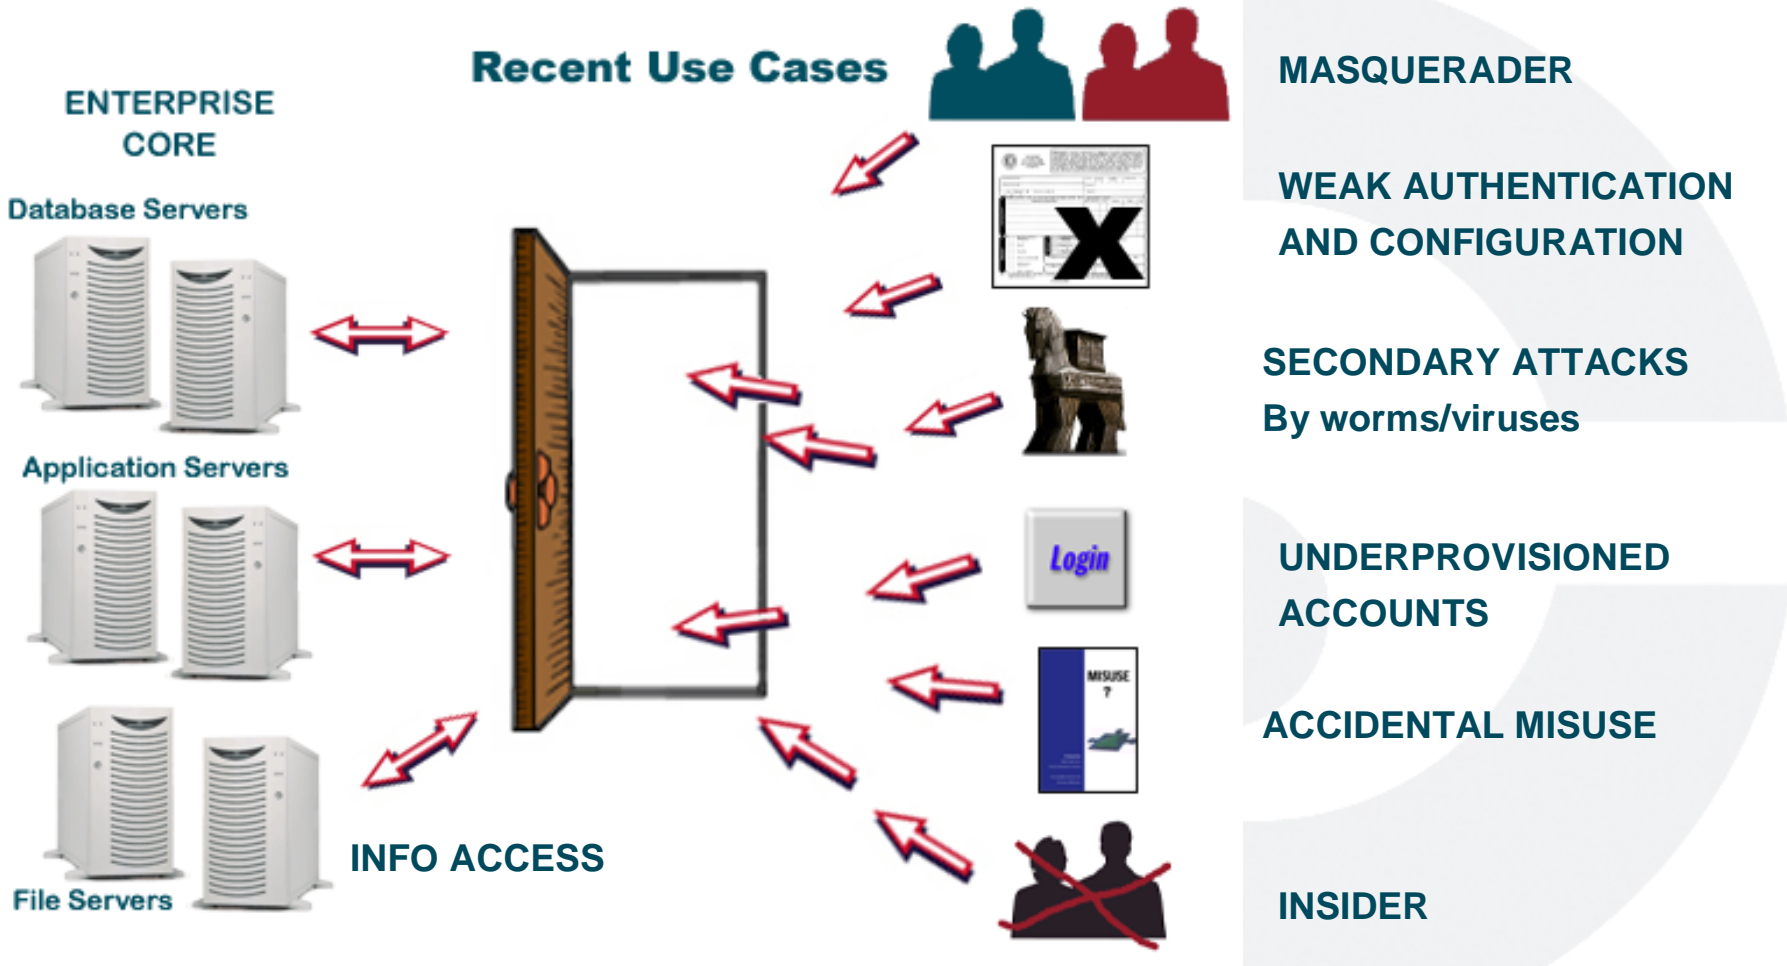 Recent Use Cases
ENTERPRISE
CORE
Database Servers
Application Servers
File Servers
INFO ACCESS
Login
MISUSE
?
MASQUERADER
WEAK AUTHENTICATION
AND CONFIGURATION
SECONDARY ATTACKS
By worms/viruses
UNDERPROVISIONED
ACCOUNTS
ACCIDENTAL MISUSE
INSIDER